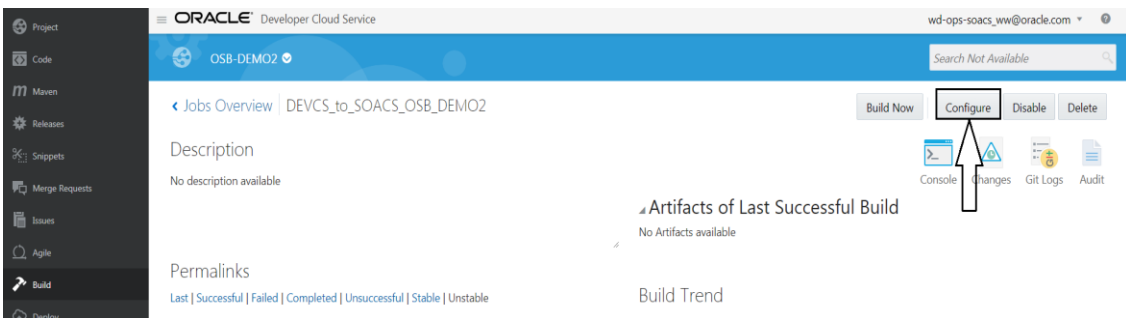 Project
Code
Maven
Releases
Snippets
Merge Requests
Issues
Agile
Build
Deploy
ORACLE® Developer Cloud Service
wd-ops-soacs_ww@oracle.com
OSB-DEMO2
Search Not Available
Jobs Overview DEVCS_to_SOACS_OSB_DEMO2
Build Now Configure Disable Delete
Description
Console Changes Git Logs Audit
No description available
Artifacts of Last Successful Build
No Artifacts available
Permalinks
Last | Successful | Failed | Completed | Unsuccessful | Stable | Unstable
Build Trend